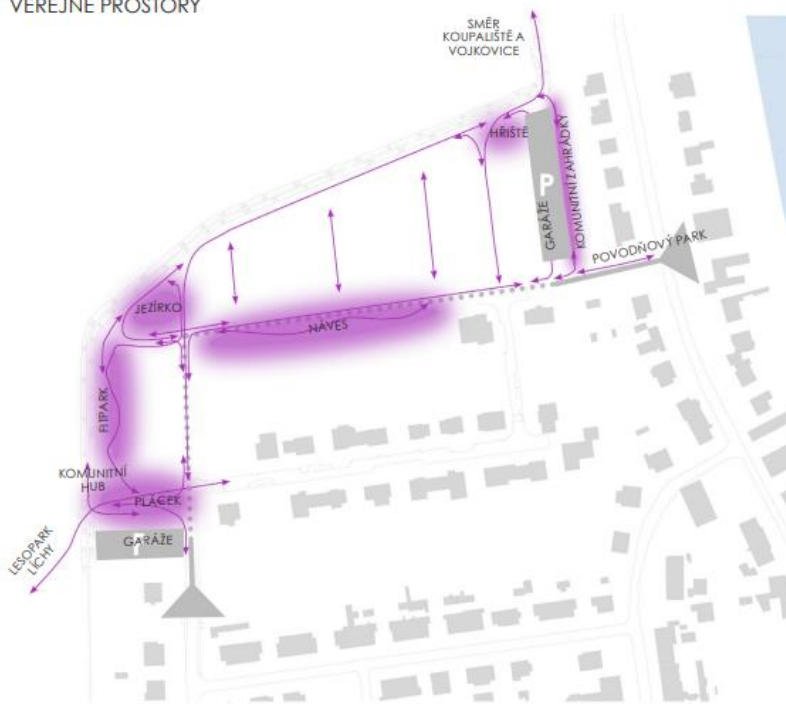 VEŘEJNÉ PROSTORY
SMĚR
KOUPALIŠTĚ A
VOJKOVICE
HŘIŠTĚ
P
GARÁŽE
KOMUNITNÍ ZAHRÁDKY
POVODŇOVÝ PARK
JEZÍRKO
NÁVES
FITPARK
KOMUNITNÍ
HUB
PLÁCEK
GARÁŽE
LESOPARK
LÍCHY